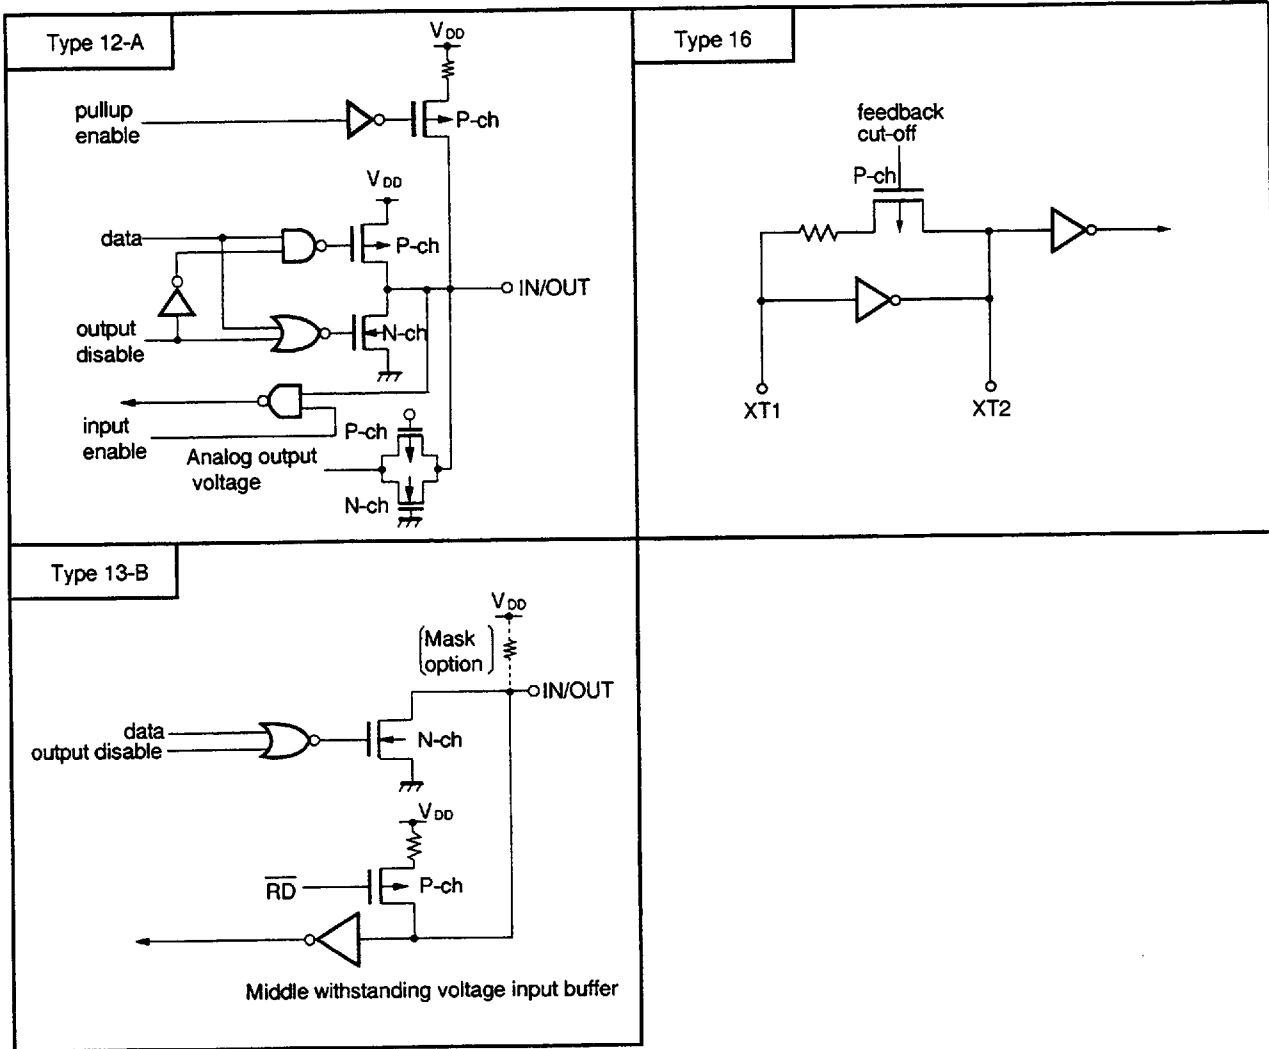 Type 12-A
VDD
pullup
enable
P-ch
VDD
data
P-ch
IN/OUT
output
disable
N-ch
input
enable
P-ch
Analog output
voltage
N-ch
Type 16
feedback
cut-off
P-ch
XT1
XT2
Type 13-B
VDD
(Mask
option)
IN/OUT
data
output disable
N-ch
VDD
RD
P-ch
Middle withstanding voltage input buffer